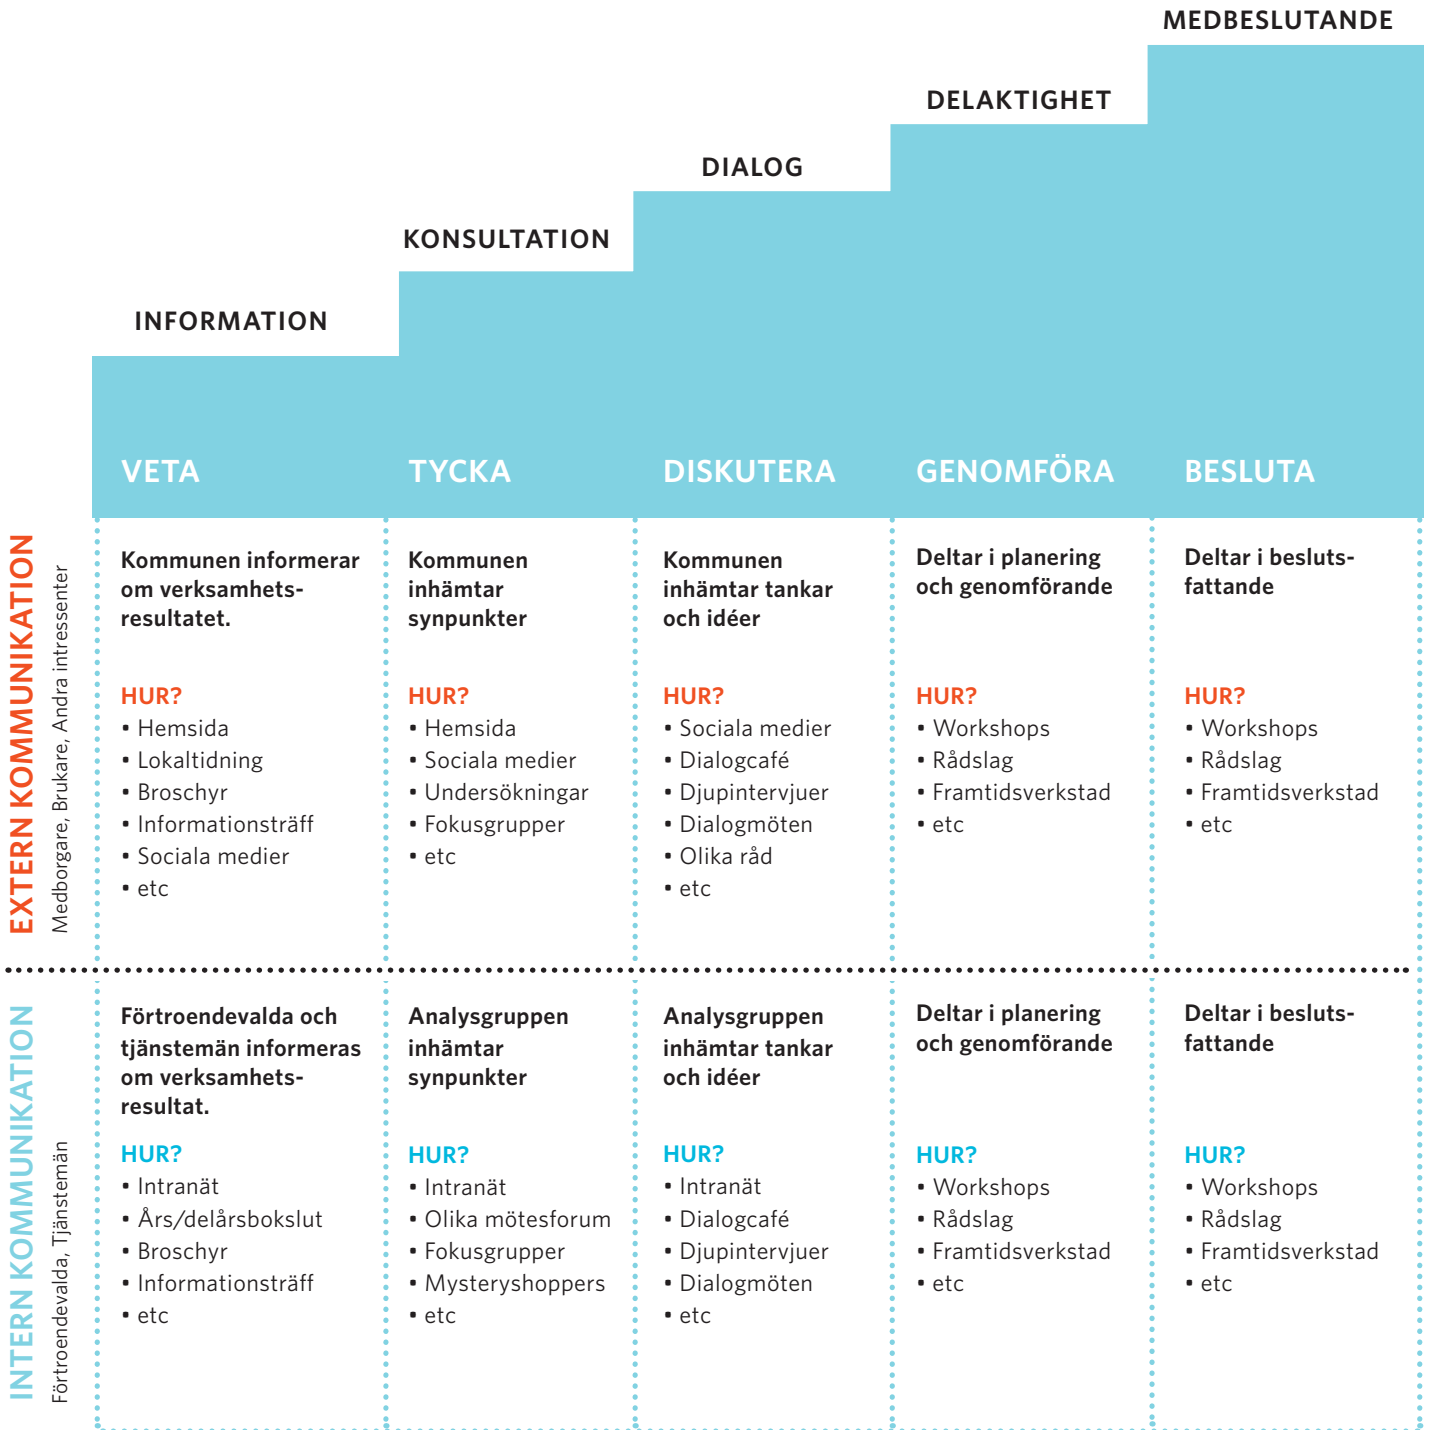 MEDBESLUTANDE
DELAKTIGHET
DIALOG
KONSULTATION
INFORMATION
VETA
TYCKA
DISKUTERA
GENOMFÖRA
BESLUTA
EXTERN KOMMUNIKATION
Medborgare, Brukare, Andra intressenter
Kommunen informerar
om verksamhets-
resultatet.
HUR?
• Hemsida
• Lokaltidning
• Broschyr
• Informationsträff
• Sociala medier
• etc
Kommunen
inhämtar
synpunkter
HUR?
• Hemsida
• Sociala medier
• Undersökningar
• Fokusgrupper
• etc
Kommunen
inhämtar tankar
och idéer
HUR?
• Sociala medier
• Dialogcafé
• Djupintervjuer
• Dialogmöten
• Olika råd
• etc
Deltar i planering
och genomförande
HUR?
• Workshops
• Rådslag
• Framtidsverkstad
• etc
Deltar i besluts-
fattande
HUR?
• Workshops
• Rådslag
• Framtidsverkstad
• etc
INTERN KOMMUNIKATION
Förtroendevalda, Tjänstemän
Förtroendevalda och
tjänstemän informeras
om verksamhets-
resultat.
HUR?
• Intranät
• Års/delårsbokslut
• Broschyr
• Informationsträff
• etc
Analysgruppen
inhämtar
synpunkter
HUR?
• Intranät
• Olika mötesforum
• Fokusgrupper
• Mysteryshoppers
• etc
Analysgruppen
inhämtar tankar
och idéer
HUR?
• Intranät
• Dialogcafé
• Djupintervjuer
• Dialogmöten
• etc
Deltar i planering
och genomförande
HUR?
• Workshops
• Rådslag
• Framtidsverkstad
• etc
Deltar i besluts-
fattande
HUR?
• Workshops
• Rådslag
• Framtidsverkstad
• etc